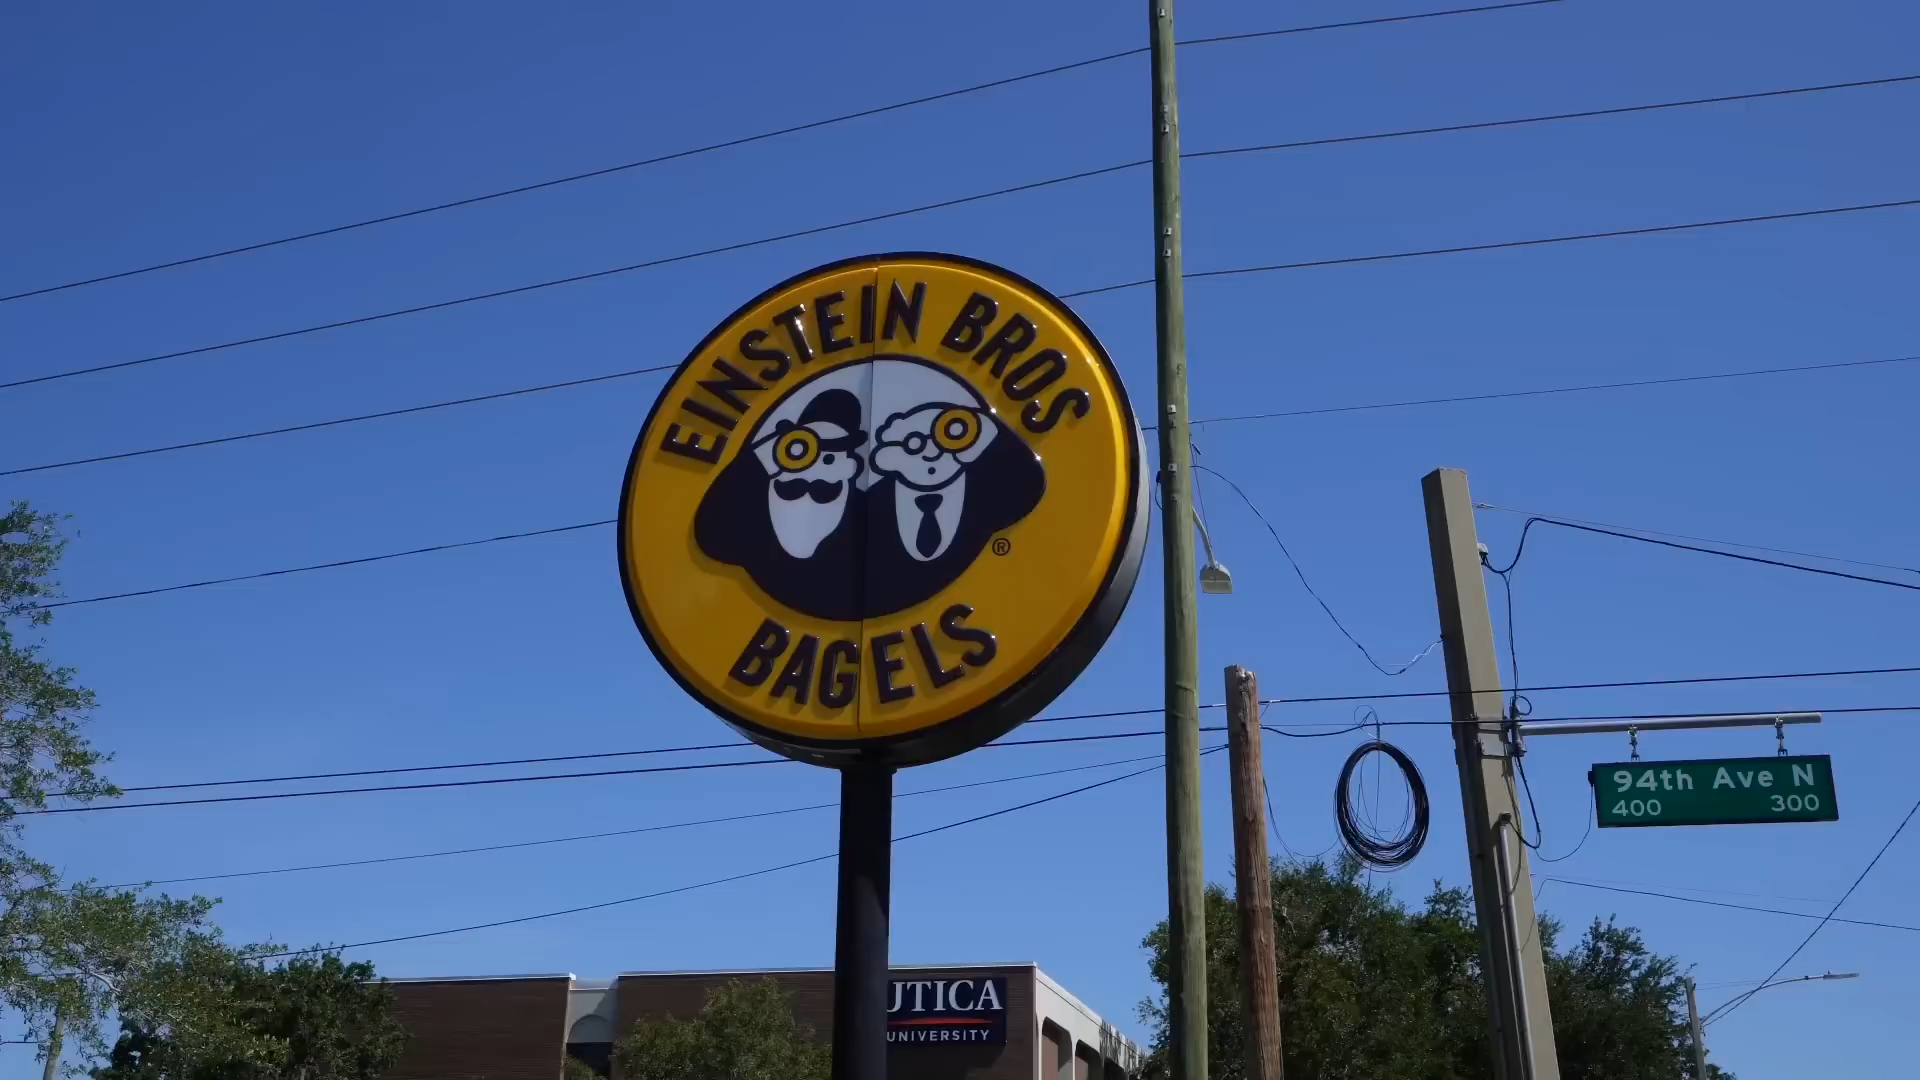 EINSTEIN BROS
BAGELS
®
94th Ave N
400 300
UTICA
UNIVERSITY